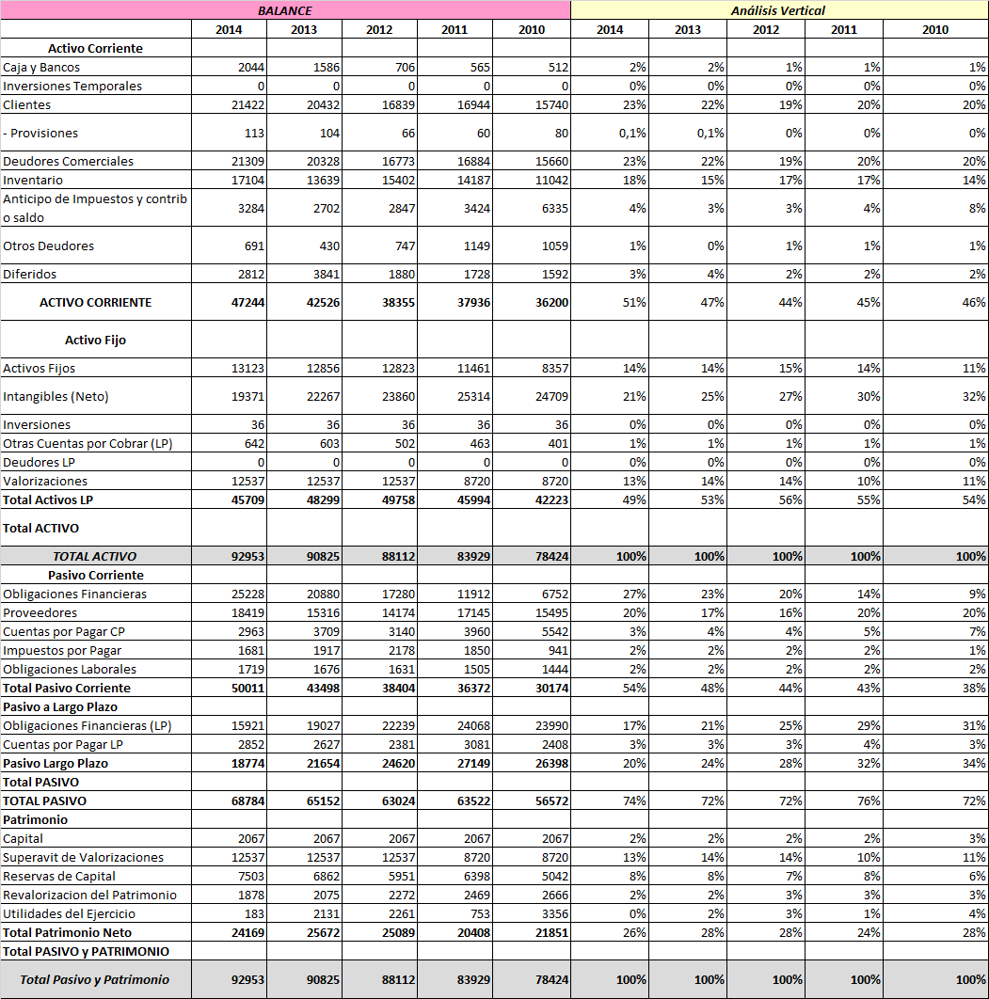 BALANCE Análisis Vertical
2014 2013 2012 2011 2010 2014 2013 2012 2011 2010
Activo Corriente
Caja y Bancos 2044 1586 706 565 512 2% 2% 1% 1% 1%
Inversiones Temporales 0 0 0 0 0 0% 0% 0% 0% 0%
Clientes 21422 20432 16839 16944 15740 23% 22% 19% 20% 20%
- Provisiones 113 104 66 60 80 0,1% 0,1% 0% 0% 0%
Deudores Comerciales 21309 20328 16773 16884 15660 23% 22% 19% 20% 20%
Inventario 17104 13639 15402 14187 11042 18% 15% 17% 17% 14%
Anticipo de Impuestos y contrib
o saldo 3284 2702 2847 3424 6335 4% 3% 3% 4% 8%
Otros Deudores 691 430 747 1149 1059 1% 0% 1% 1% 1%
Diferidos 2812 3841 1880 1728 1592 3% 4% 2% 2% 2%
ACTIVO CORRIENTE 47244 42526 38355 37936 36200 51% 47% 44% 45% 46%
Activo Fijo
Activos Fijos 13123 12856 12823 11461 8357 14% 14% 15% 14% 11%
Intangibles (Neto) 19371 22267 23860 25314 24709 21% 25% 27% 30% 32%
Inversiones 36 36 36 36 36 0% 0% 0% 0% 0%
Otras Cuentas por Cobrar (LP) 642 603 502 463 401 1% 1% 1% 1% 1%
Deudores LP 0 0 0 0 0 0% 0% 0% 0% 0%
Valorizaciones 12537 12537 12537 8720 8720 13% 14% 14% 10% 11%
Total Activos LP 45709 48299 49758 45994 42223 49% 53% 56% 55% 54%
Total ACTIVO
TOTAL ACTIVO 92953 90825 88112 83929 78424 100% 100% 100% 100% 100%
Pasivo Corriente
Obligaciones Financieras 25228 20880 17280 11912 6752 27% 23% 20% 14% 9%
Proveedores 18419 15316 14174 17145 15495 20% 17% 16% 20% 20%
Cuentas por Pagar CP 2963 3709 3140 3960 5542 3% 4% 4% 5% 7%
Impuestos por Pagar 1681 1917 2178 1850 941 2% 2% 2% 2% 1%
Obligaciones Laborales 1719 1676 1631 1505 1444 2% 2% 2% 2% 2%
Total Pasivo Corriente 50011 43498 38404 36372 30174 54% 48% 44% 43% 38%
Pasivo a Largo Plazo
Obligaciones Financieras (LP) 15921 19027 22239 24068 23990 17% 21% 25% 29% 31%
Cuentas por Pagar LP 2852 2627 2381 3081 2408 3% 3% 3% 4% 3%
Pasivo Largo Plazo 18774 21654 24620 27149 26398 20% 24% 28% 32% 34%
Total PASIVO
TOTAL PASIVO 68784 65152 63024 63522 56572 74% 72% 72% 76% 72%
Patrimonio
Capital 2067 2067 2067 2067 2067 2% 2% 2% 2% 3%
Superavit de Valorizaciones 12537 12537 12537 8720 8720 13% 14% 14% 10% 11%
Reservas de Capital 7503 6862 5951 6398 5042 8% 8% 7% 8% 6%
Revalorizacion del Patrimonio 1878 2075 2272 2469 2666 2% 2% 3% 3% 3%
Utilidades del Ejercicio 183 2131 2261 753 3356 0% 2% 3% 1% 4%
Total Patrimonio Neto 24169 25672 25089 20408 21851 26% 28% 28% 24% 28%
Total PASIVO y PATRIMONIO
Total Pasivo y Patrimonio 92953 90825 88112 83929 78424 100% 100% 100% 100% 100%